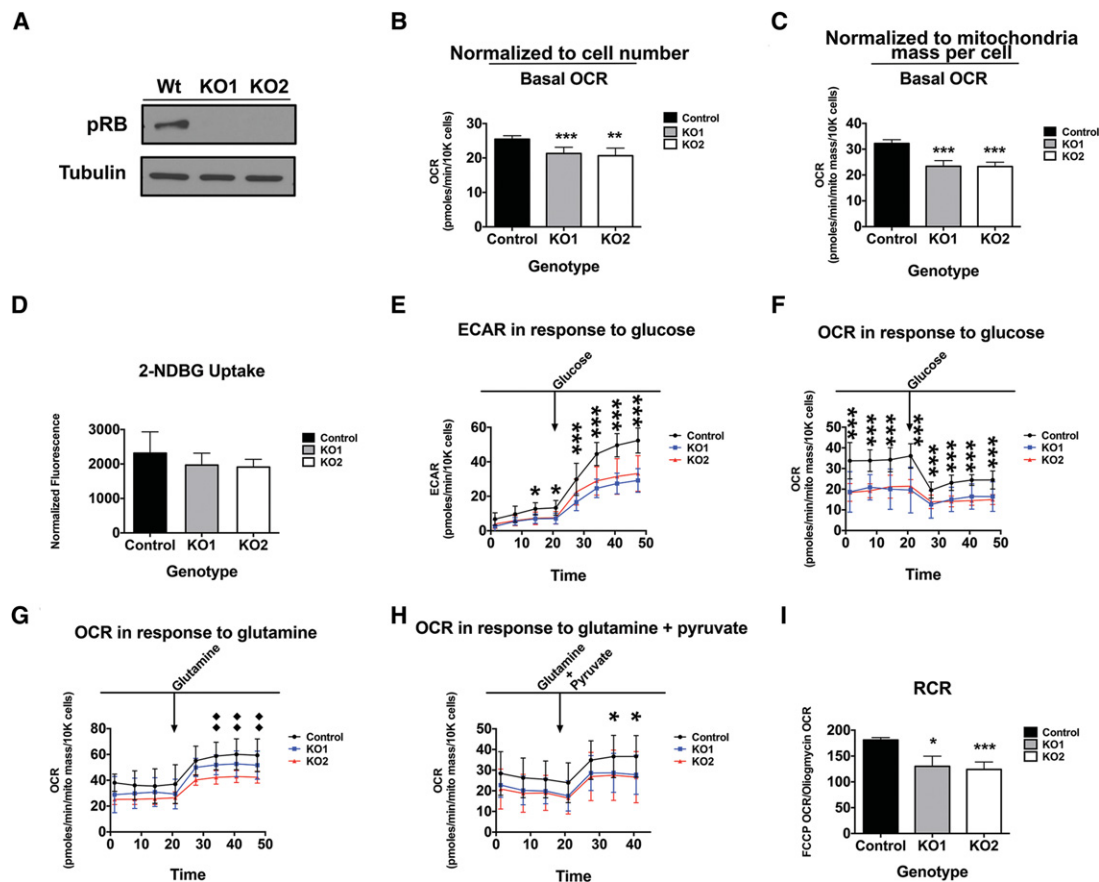 A
Wt KO1 KO2
pRB
Tubulin
B
Normalized to cell number
Basal OCR
OCR
(pmoles/min/10K cells)
40
30
20
10
0
***
**
Control KO1 KO2
Genotype
Control
KO1
KO2
C
Normalized to mitochondria
mass per cell
Basal OCR
OCR
(pmoles/min/mito mass/10K cells)
40
30
20
10
0
***
***
Control KO1 KO2
Genotype
Control
KO1
KO2
D
2-NDBG Uptake
Normalized Fluorescence
3000
2000
1000
0
Control KO1 KO2
Genotype
Control
KO1
KO2
E
ECAR in response to glucose
Glucose
ECAR
(pmoles/min/10K cells)
60
40
20
0
* * *** *** *** ***
0 10 20 30 40 50
Time
Control
KO1
KO2
F
OCR in response to glucose
Glucose
OCR
(pmoles/min/mito mass/10K cells)
50
40
30
20
10
0
*** *** *** *** *** *** *** ***
0 10 20 30 40 50
Time
Control
KO1
KO2
G
OCR in response to glutamine
Glutamine
OCR
(pmoles/min/mito mass/10K cells)
80
60
40
20
0
0 10 20 30 40 50
Time
Control
KO1
KO2
H
OCR in response to glutamine + pyruvate
Glutamine
+
Pyruvate
OCR
(pmoles/min/mito mass/10K cells)
50
40
30
20
10
0
* *
0 10 20 30 40
Time
Control
KO1
KO2
I
RCR
FCCP OCR/Oliogmycin OCR
200
150
100
50
0
*
***
Control KO1 KO2
Genotype
Control
KO1
KO2